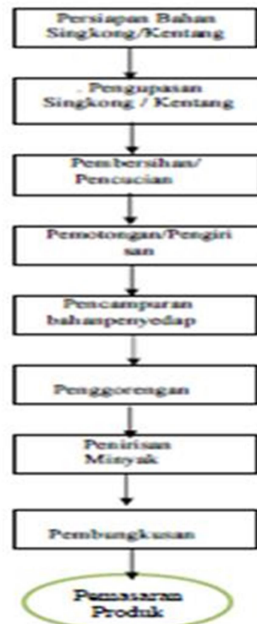 Persiapan Bahan
Singkong/Kentang
. Pengupasan
Singkong / Kentang
Pembersihan/
Pencucian
Pemotongan/Pengiri
san
Pencampuran
bahanpenyedap
Penggorengan
Penirisan
Minyak
Pembungkusan
Pemasaran
Produk